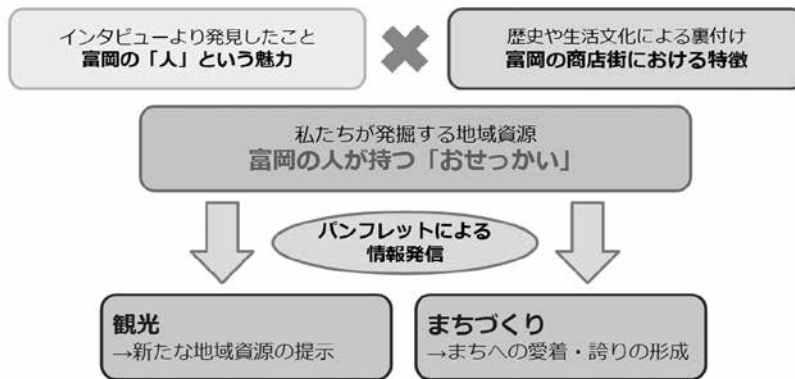 インタビューより発見したこと
富岡の「人」という魅力
歴史や生活文化による裏付け
富岡の商店街における特徴
私たちが発掘する地域資源
富岡の人が持つ「おせっかい」
パンフレットによる
情報発信
観光
→新たな地域資源の提示
まちづくり
→まちへの愛着・誇りの形成